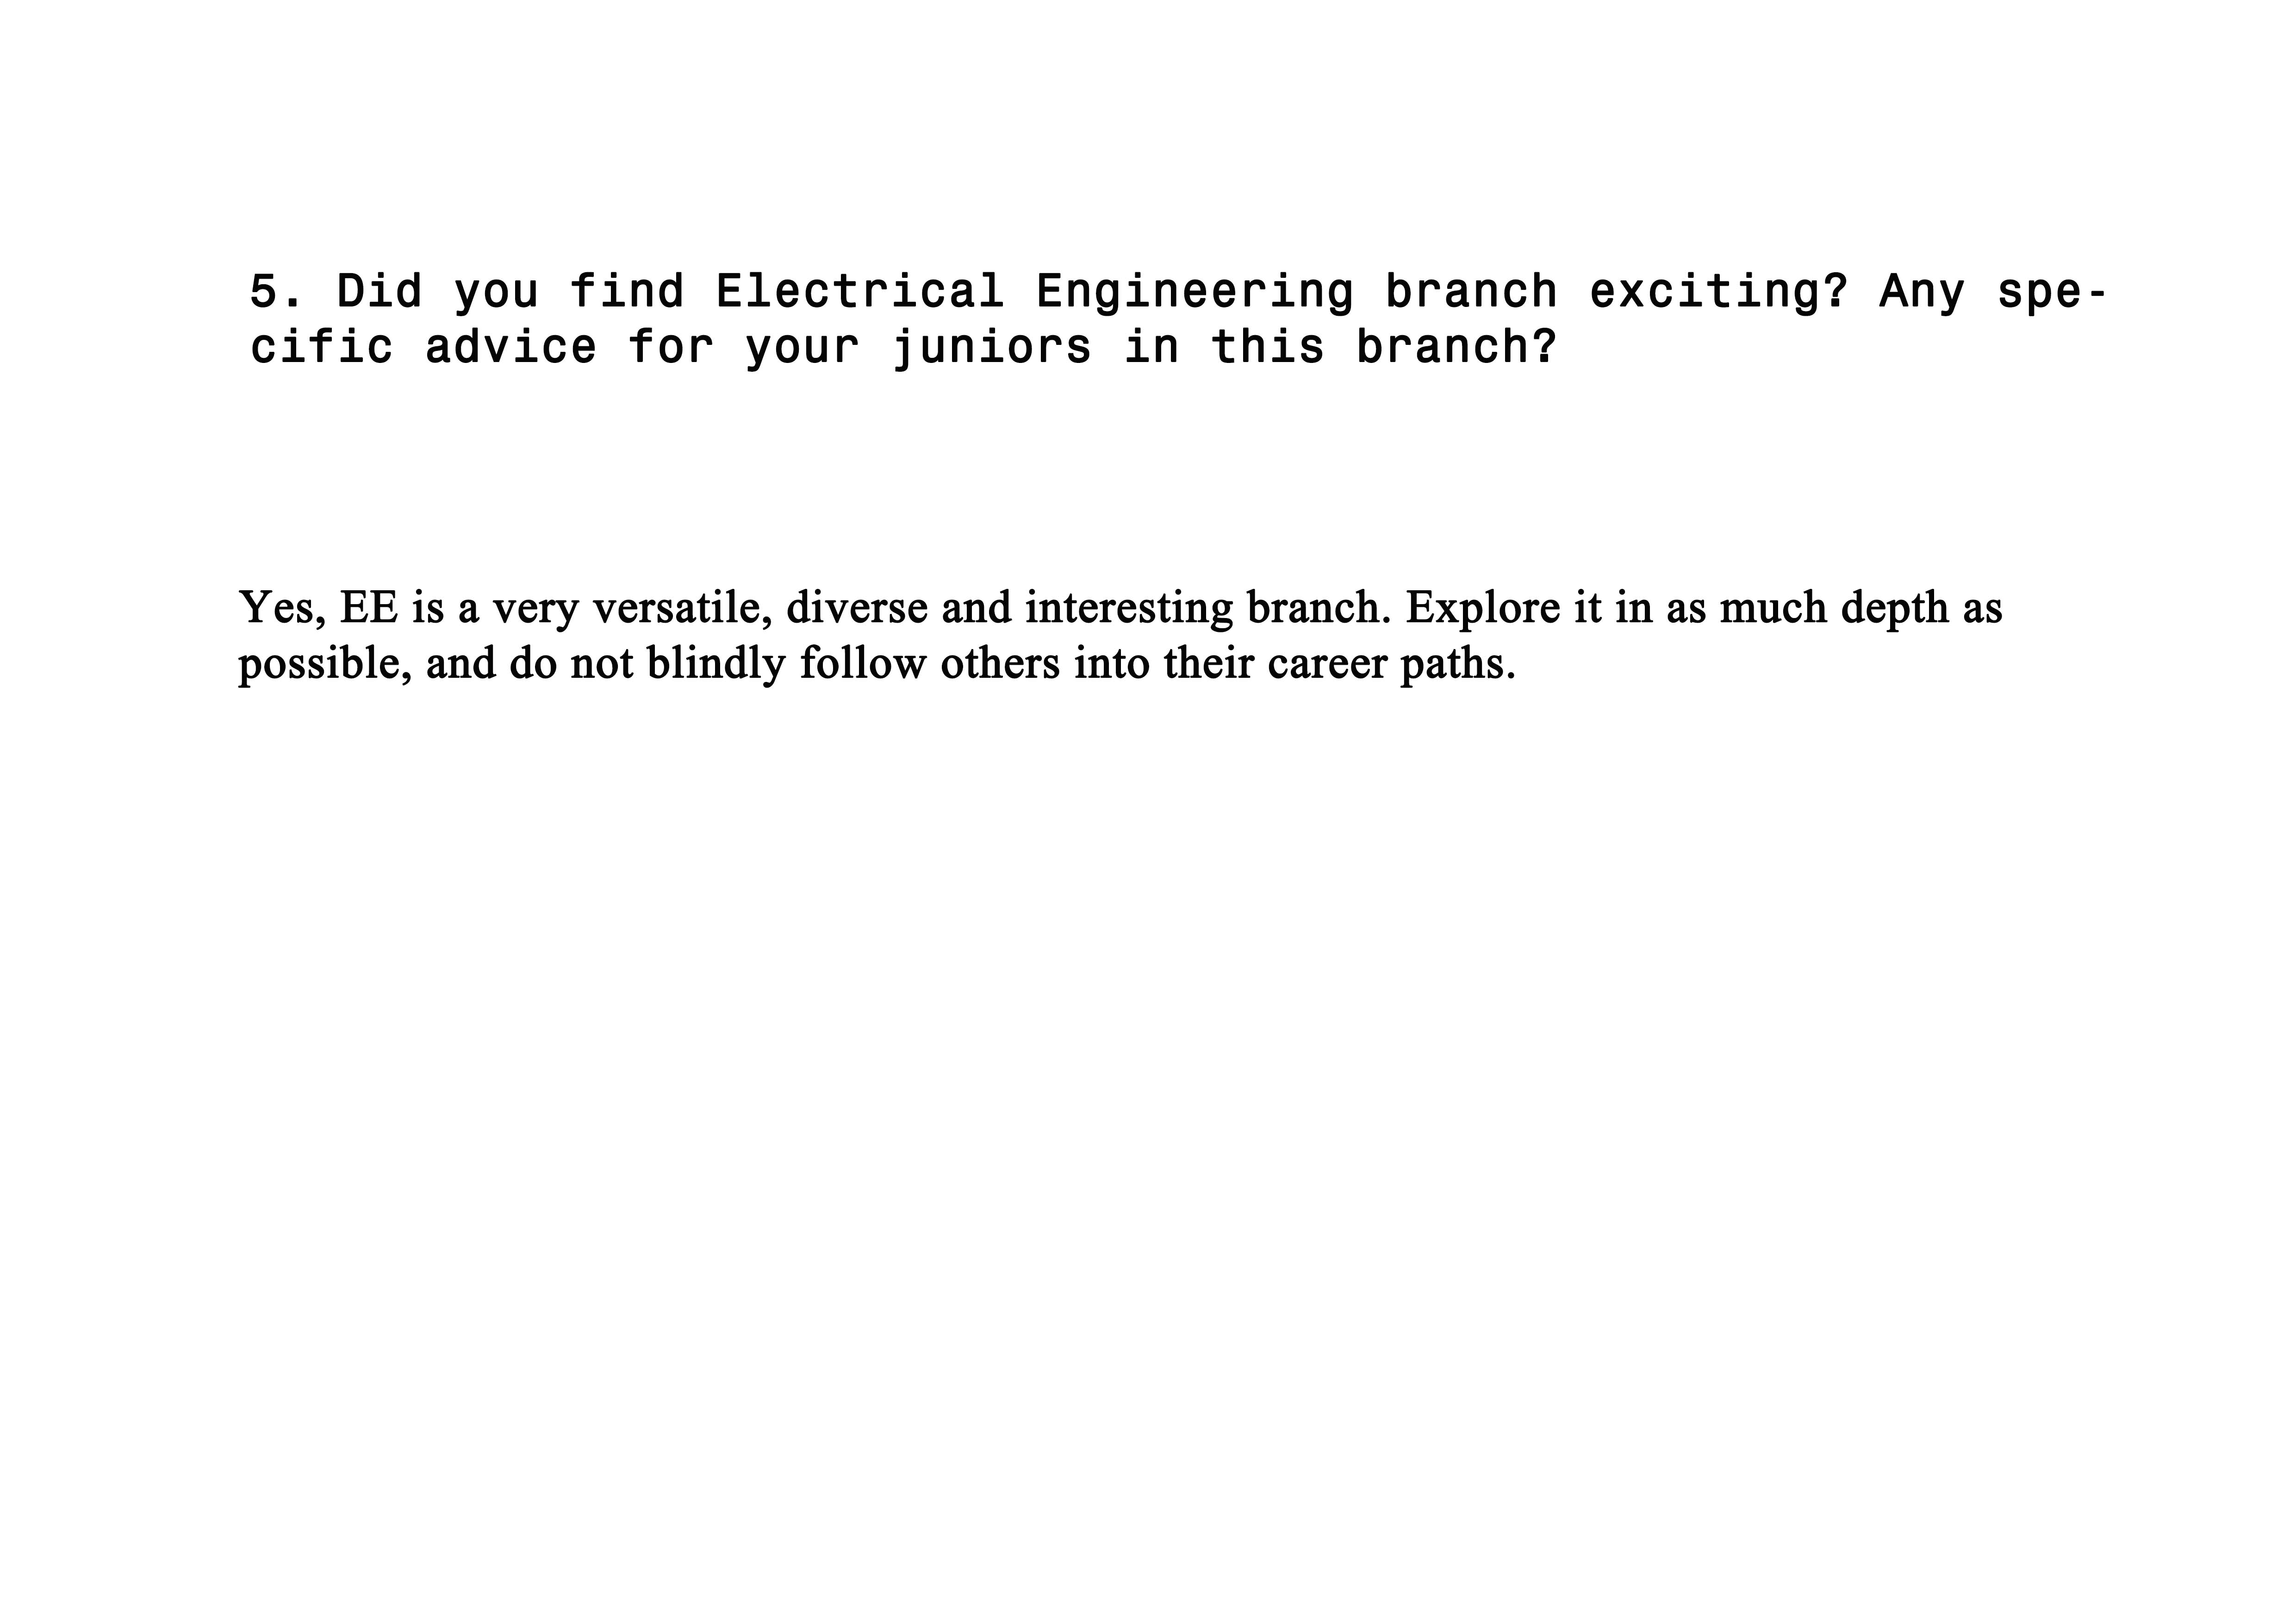 5. Did you find Electrical Engineering branch exciting? Any spe-
cific advice for your juniors in this branch?
Yes, EE is a very versatile, diverse and interesting branch. Explore it in as much depth as
possible, and do not blindly follow others into their career paths.